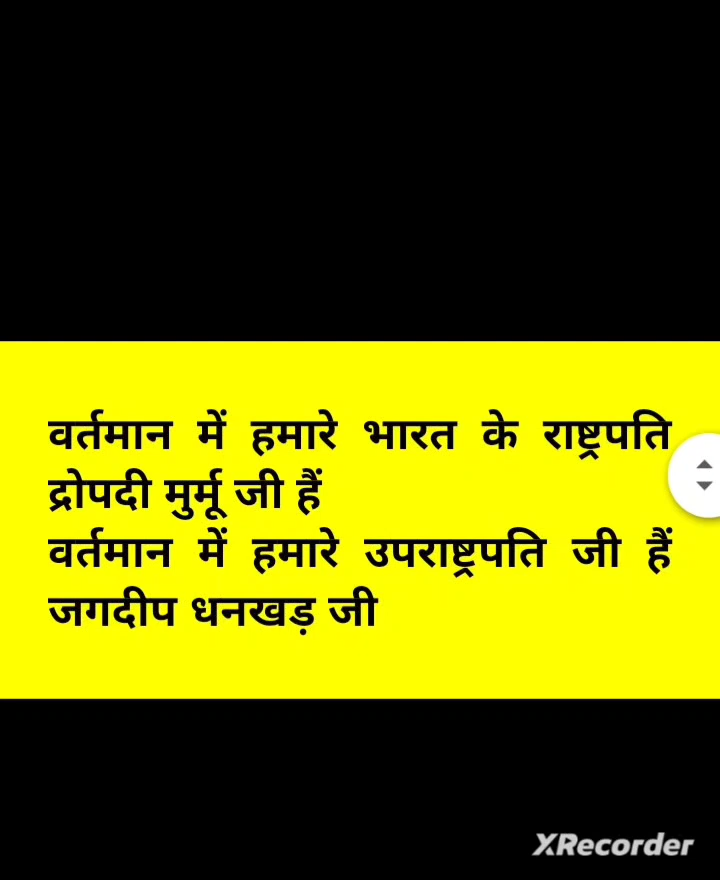 वर्तमान में हमारे भारत के राष्ट्रपति
द्रोपदी मुर्मू जी हैं
वर्तमान में हमारे उपराष्ट्रपति जी हैं
जगदीप धनखड़ जी
XRecorder